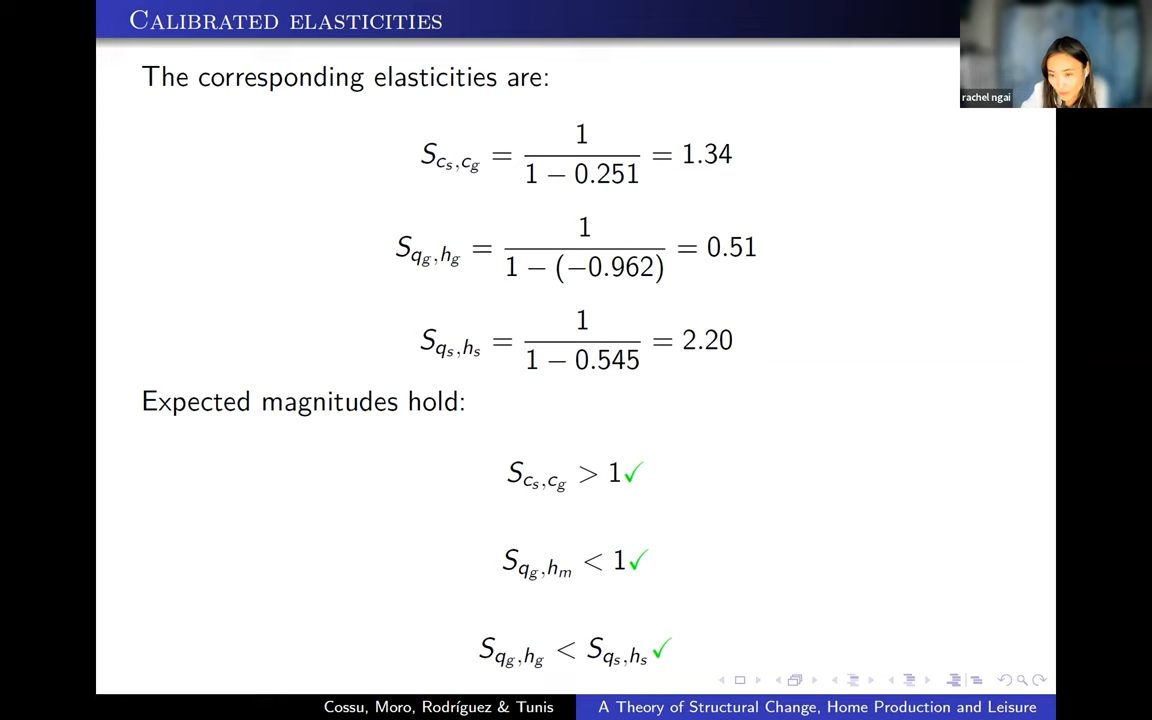 CALIBRATED ELASTICITIES
rachel ngai
The corresponding elasticities are:
S_{c_s,c_g} = \frac{1}{1 − 0.251} = 1.34
S_{q_g,h_g} = \frac{1}{1 − (−0.962)} = 0.51
S_{q_s,h_s} = \frac{1}{1 − 0.545} = 2.20
Expected magnitudes hold:
S_{c_s,c_g} > 1✓
S_{q_g,h_m} < 1✓
S_{q_g,h_g} < S_{q_s,h_s}✓
Cossu, Moro, Rodríguez & Tunis
A Theory of Structural Change, Home Production and Leisure